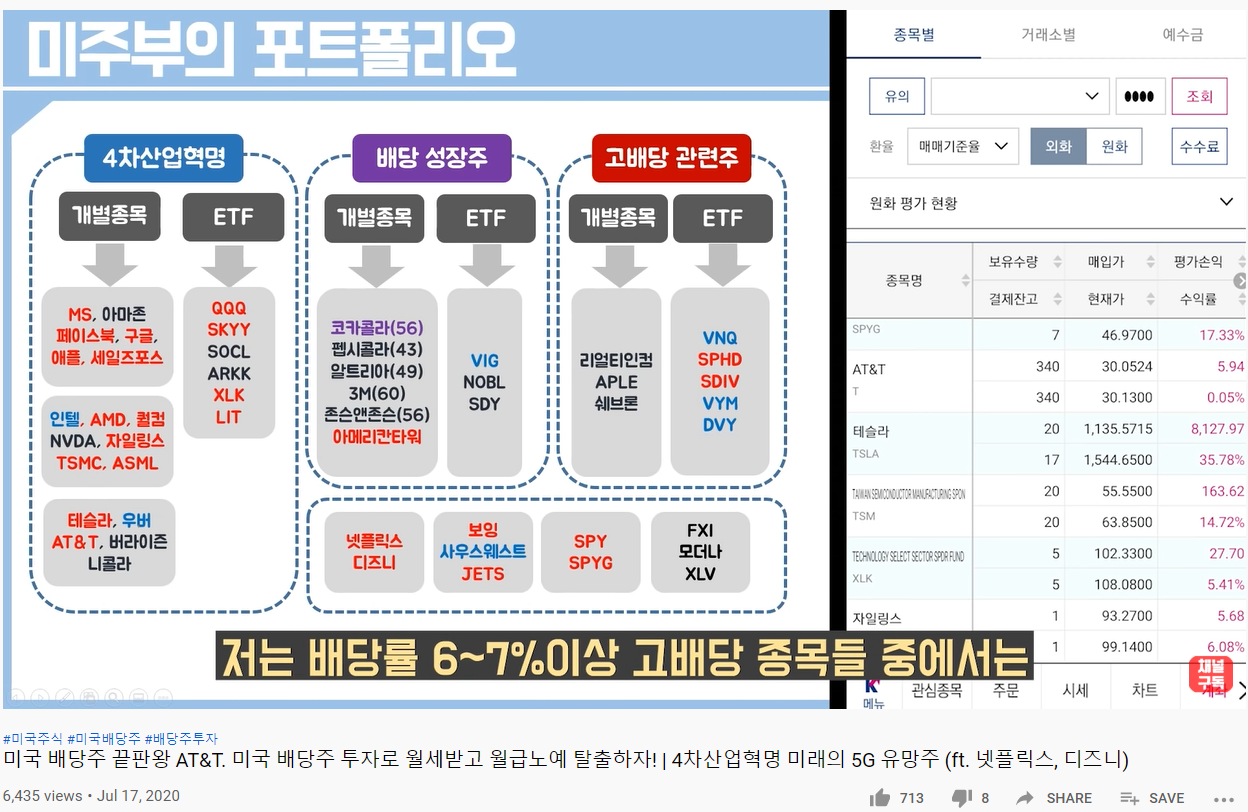 미주부의 포트폴리오
4차산업혁명
개별종목
ETF
MS, 아마존
페이스북, 구글,
애플, 세일즈포스
인텔, AMD, 퀄컴
NVDA, 자일링스
TSMC, ASML
테슬라, 우버
AT&T, 버라이즌
니콜라
QQQ
SKYY
SOCL
ARKK
XLK
LIT
배당 성장주
개별종목
ETF
코카콜라(56)
펩시콜라(43)
알트리아(49)
3M(60)
존슨앤존슨(56)
아메리칸타워
VIG
NOBL
SDY
고배당 관련주
개별종목
ETF
리얼티인컴
APLE
쉐브론
VNQ
SPHD
SDIV
VYM
DVY
넷플릭스
디즈니
보잉
사우스웨스트
JETS
SPY
SPYG
FXI
모더나
XLV
저는 배당률 6~7%이상 고배당 종목들 중에서는
종목별 거래소별 예수금
유의 조회
환율 매매기준율 외화 원화 수수료
원화 평가 현황
종목명 보유수량 매입가 평가손익
결제잔고 현재가 수익률
SPYG 7 46.9700 17.33%
AT&T 340 30.0524 5.94
T 340 30.1300 0.05%
테슬라 20 1,135.5715 8,127.97
TSLA 17 1,544.6500 35.78%
TAIWAN SEMICONDUCTOR MANUFACTURING SPON 20 55.5500 163.62
TSM 20 63.8500 14.72%
TECHNOLOGY SELECT SECTOR SPDR FUND 5 102.3300 27.70
XLK 5 108.0800 5.41%
자일링스 1 93.2700 5.68
1 99.1400 6.08%
K
메뉴 관심종목 주문 시세 차트
채널
구독
#미국주식 #미국배당주 #배당주투자
미국 배당주 끝판왕 AT&T. 미국 배당주 투자로 월세받고 월급노예 탈출하자! | 4차산업혁명 미래의 5G 유망주 (ft. 넷플릭스, 디즈니)
6,435 views • Jul 17, 2020
713 8 SHARE SAVE